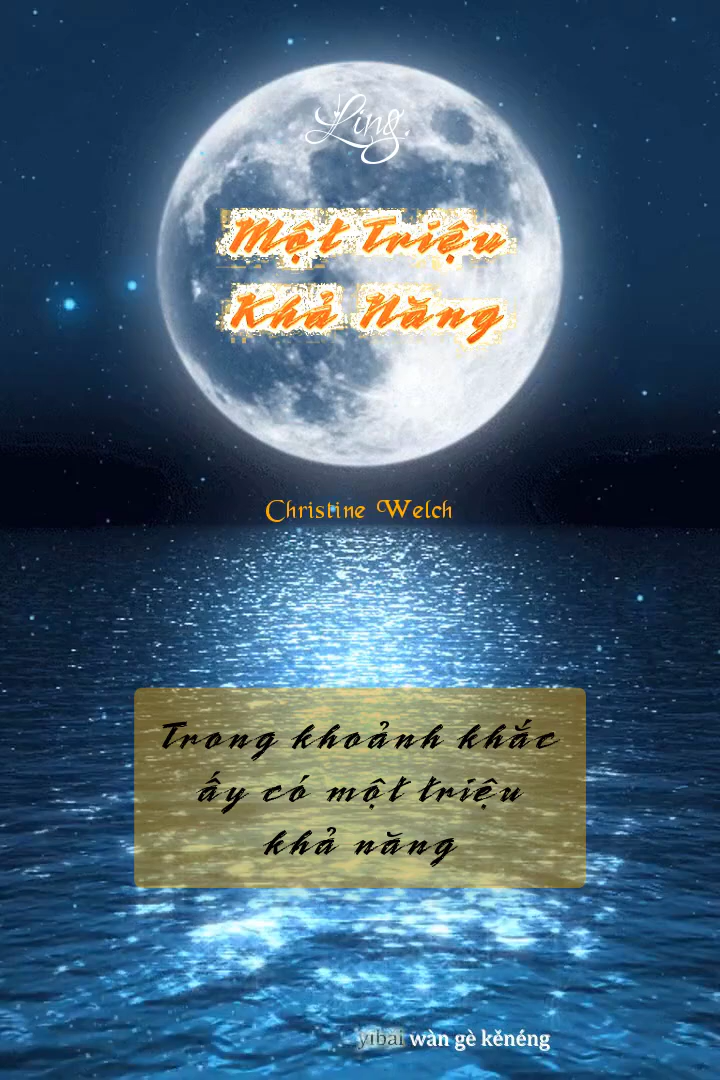 Ling.
Một Triệu
Khả Năng
Christine Welch
Trong khoảnh khắc
ấy có một triệu
khả năng
yībǎi wàn gè kěnéng